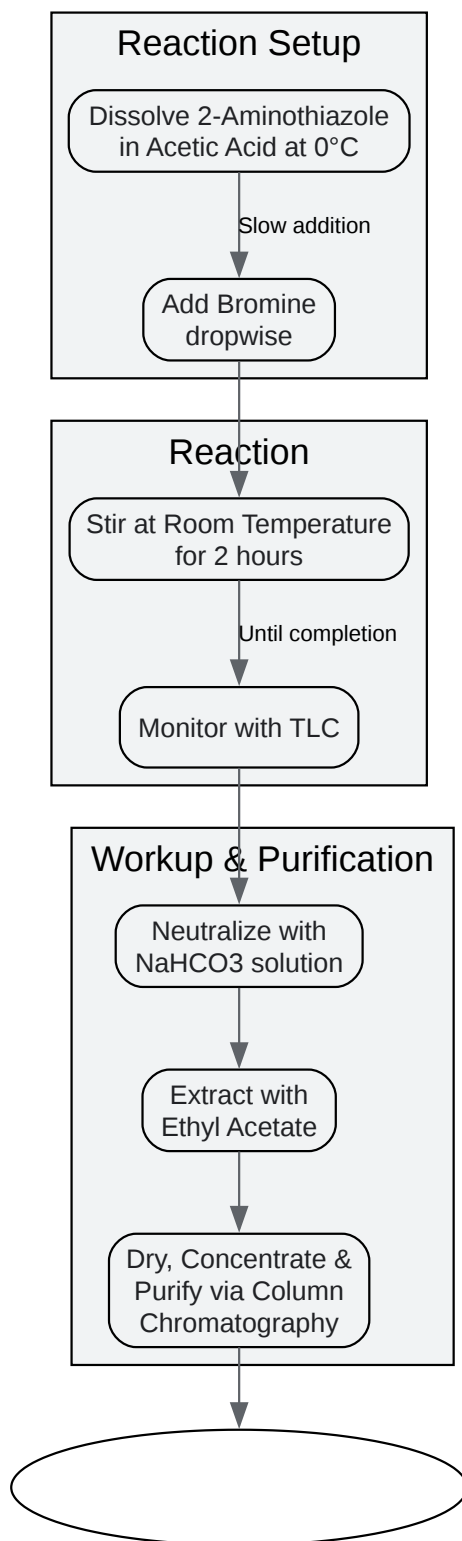 Reaction Setup
Dissolve 2-Aminothiazole
in Acetic Acid at 0°C
Slow addition
Add Bromine
dropwise
Reaction
Stir at Room Temperature
for 2 hours
Until completion
Monitor with TLC
Workup & Purification
Neutralize with
NaHCO3 solution
Extract with
Ethyl Acetate
Dry, Concentrate &
Purify via Column
Chromatography